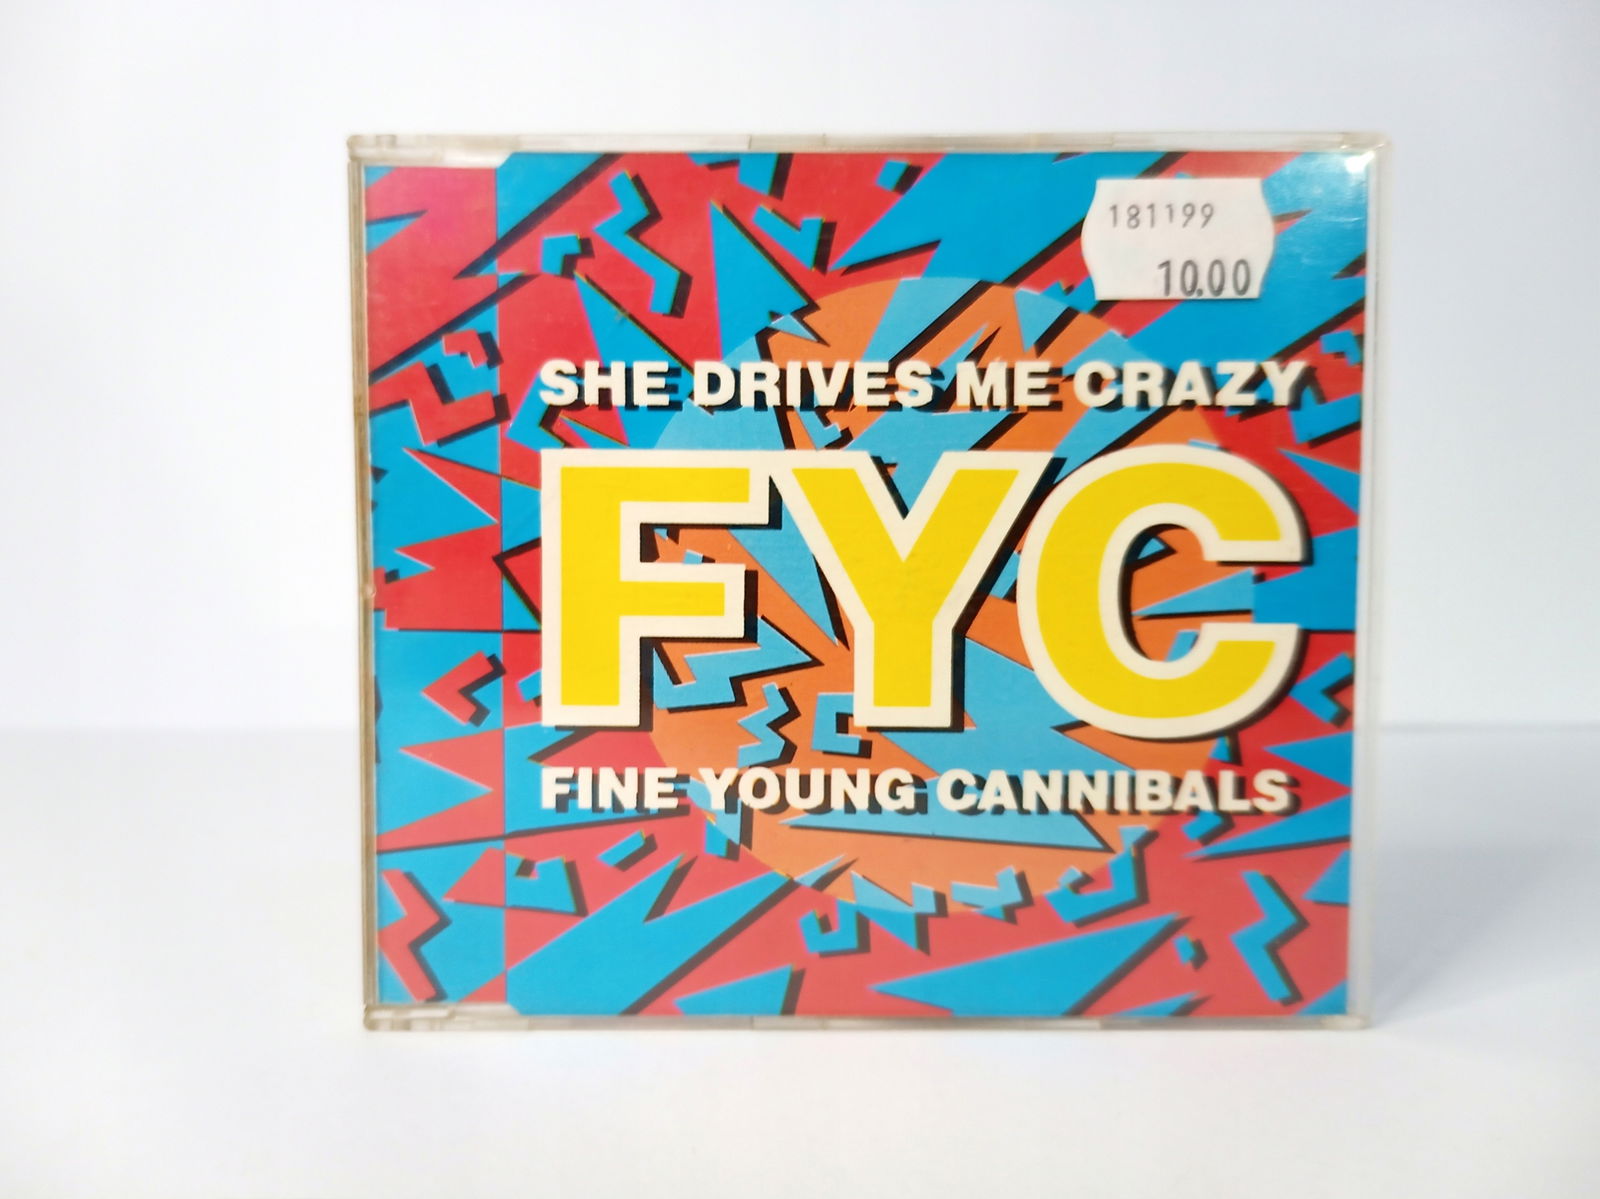 181199
10.00
SHE DRIVES ME CRAZY
FYC
FINE YOUNG CANNIBALS